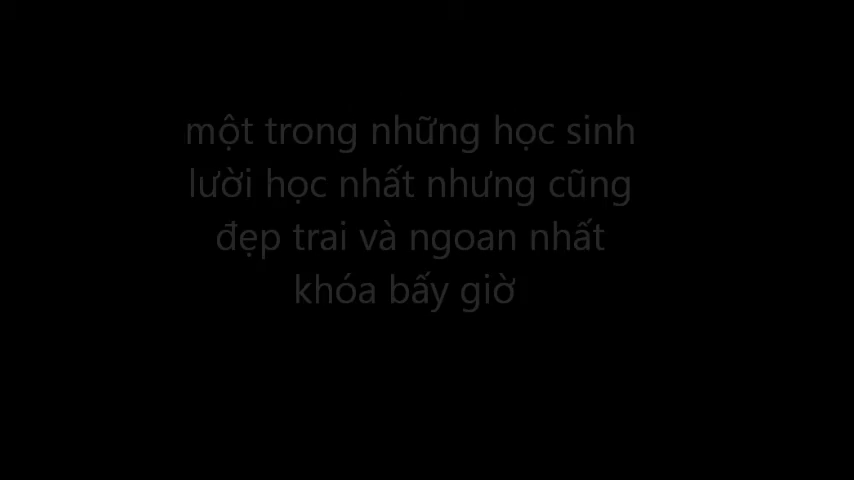 một trong những học sinh
lười học nhất nhưng cũng
đẹp trai và ngoan nhất
khóa bấy giờ